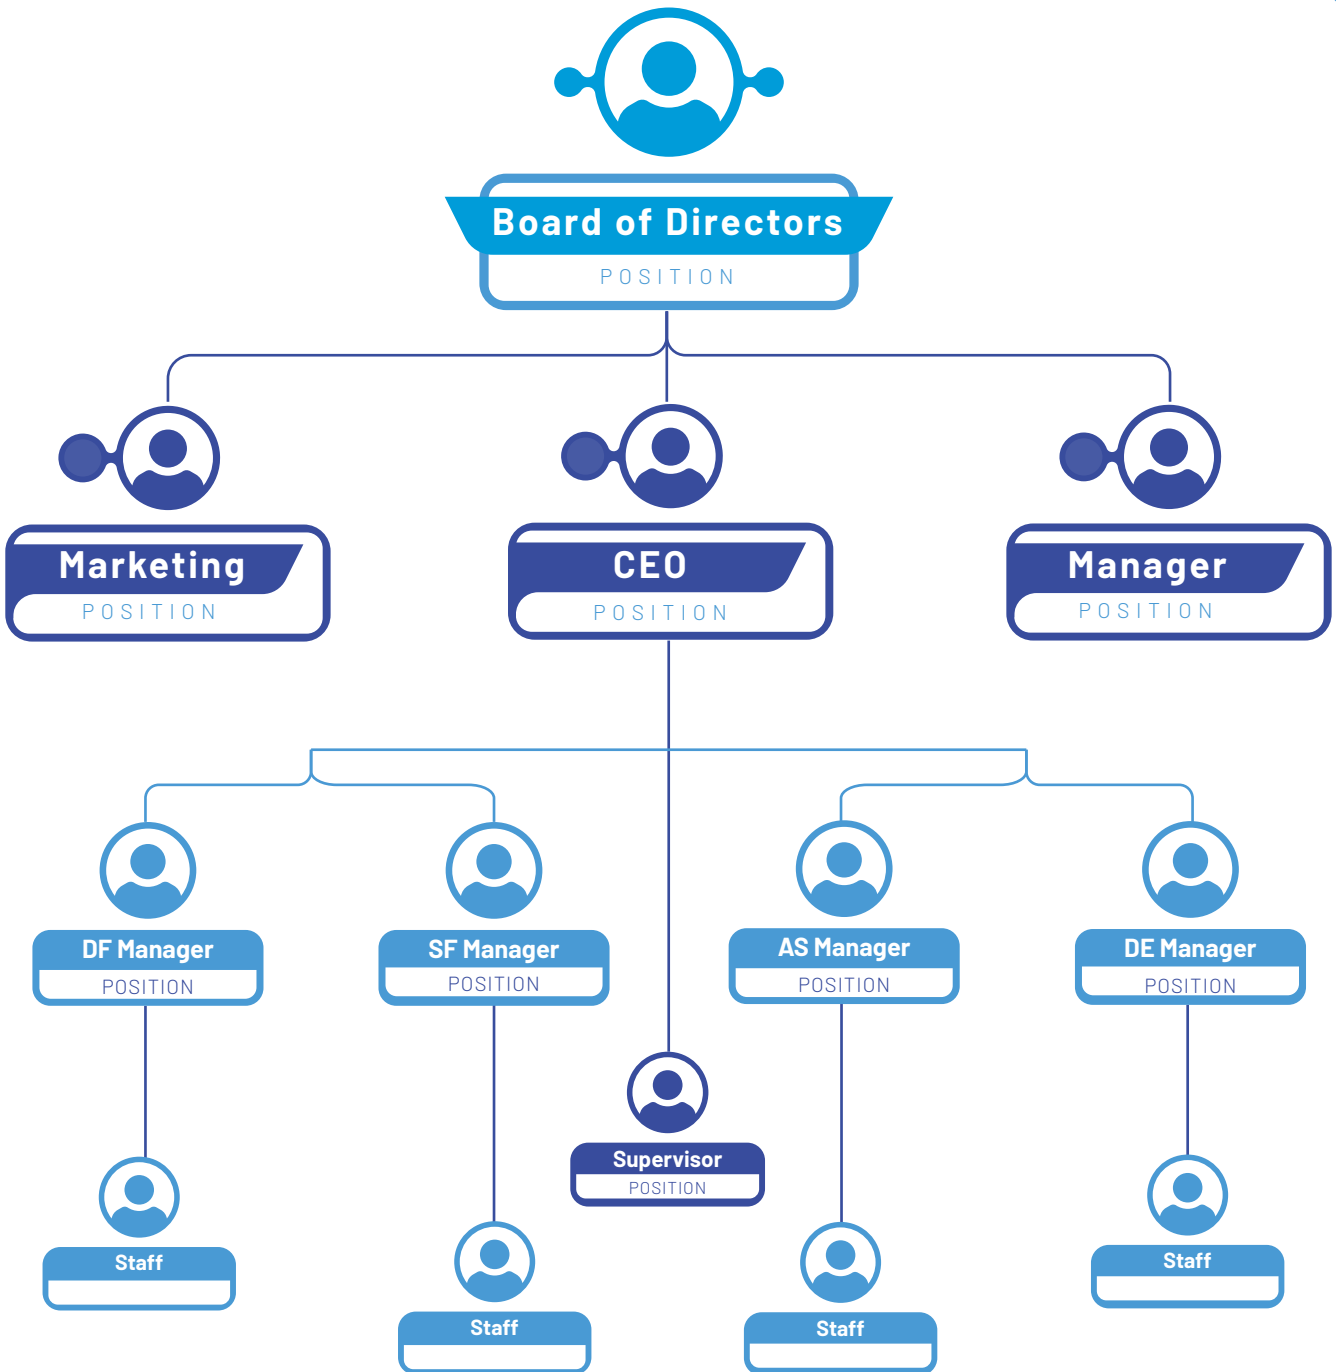 Board of Directors
POSITION
Marketing
POSITION
CEO
POSITION
Manager
POSITION
DF Manager
POSITION
SF Manager
POSITION
AS Manager
POSITION
DE Manager
POSITION
Supervisor
POSITION
Staff
Staff
Staff
Staff